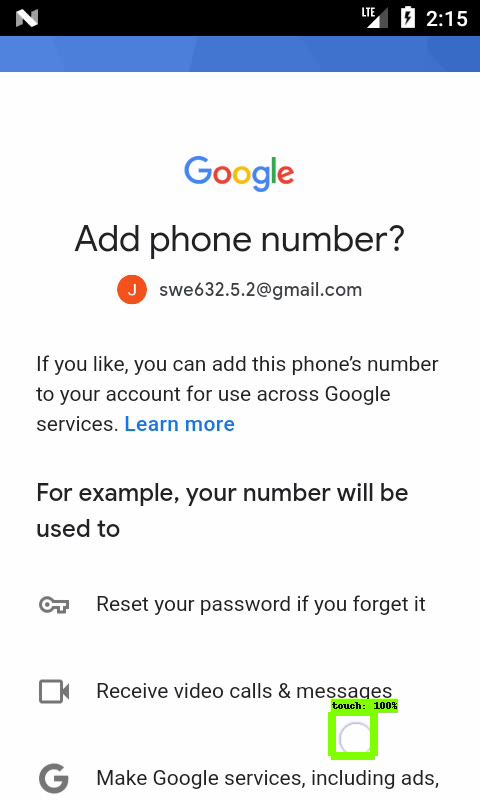 LTE 2:15
Google
Add phone number?
J swe632.5.2@gmail.com
If you like, you can add this phone’s number
to your account for use across Google
services. Learn more
For example, your number will be
used to
Reset your password if you forget it
Receive video calls & messages
touch: 100%
Make Google services, including ads,